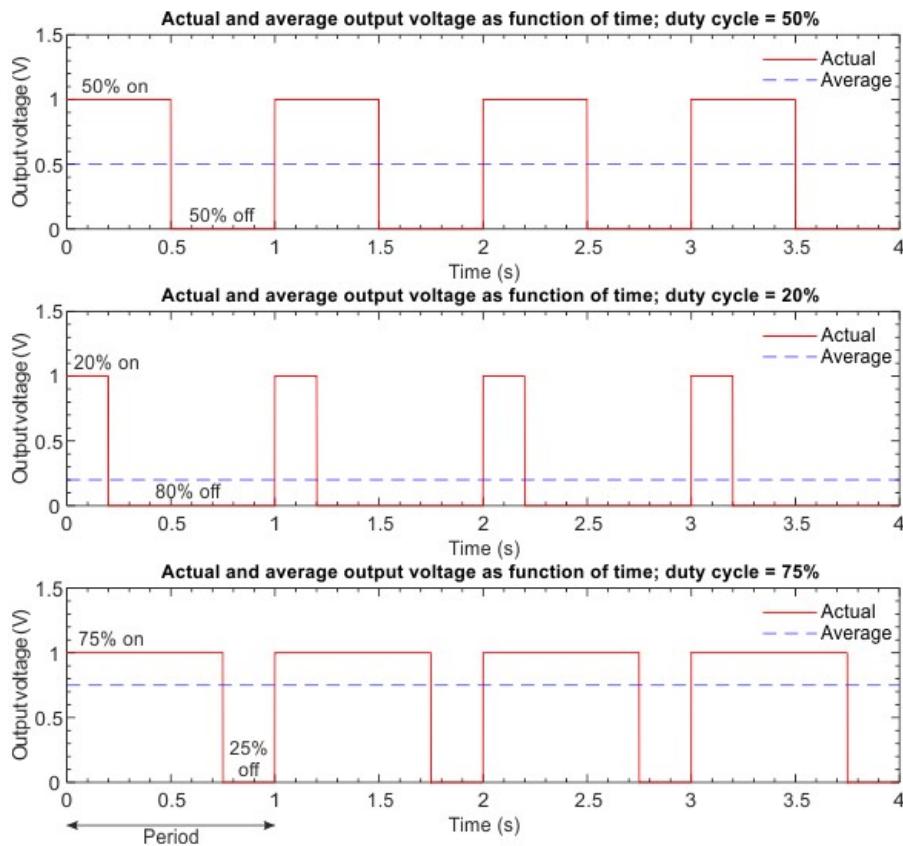 Actual and average output voltage as function of time; duty cycle = 50%
1.5
Actual
Average
50% on
1
Output voltage (V)
0.5
50% off
0
0 0.5 1 1.5 2 2.5 3 3.5 4
Time (s)
Actual and average output voltage as function of time; duty cycle = 20%
1.5
Actual
Average
20% on
1
Output voltage (V)
0.5
80% off
0
0 0.5 1 1.5 2 2.5 3 3.5 4
Time (s)
Actual and average output voltage as function of time; duty cycle = 75%
1.5
Actual
Average
75% on
1
Output voltage (V)
0.5
25%
off
0
0 0.5 1 1.5 2 2.5 3 3.5 4
Time (s)
Period